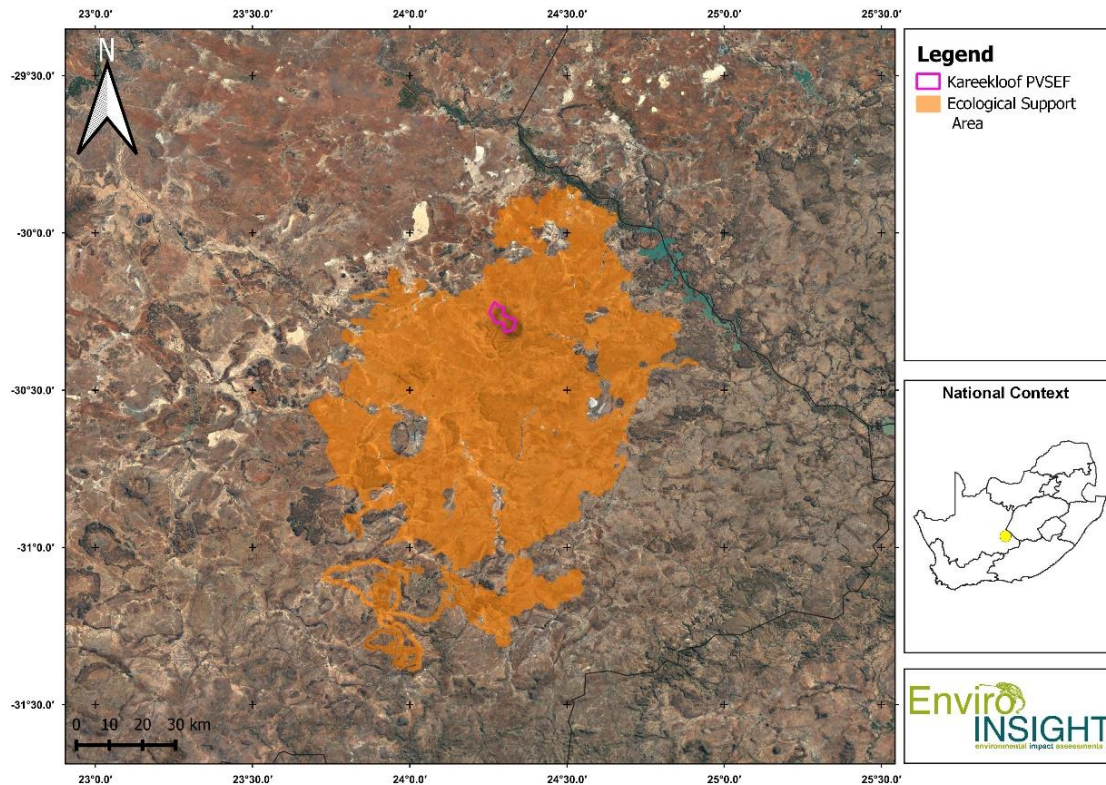 23°0.0' 23°30.0' 24°0.0' 24°30.0' 25°0.0' 25°30.0'
N
-29°30.0'
-30°0.0'
-30°30.0'
-31°0.0'
-31°30.0'
0 10 20 30 km
23°0.0' 23°30.0' 24°0.0' 24°30.0' 25°0.0' 25°30.0'
Legend
Kareekloof PVSEF
Ecological Support
Area
National Context
Enviro
INSIGHT
environmental impact assessments